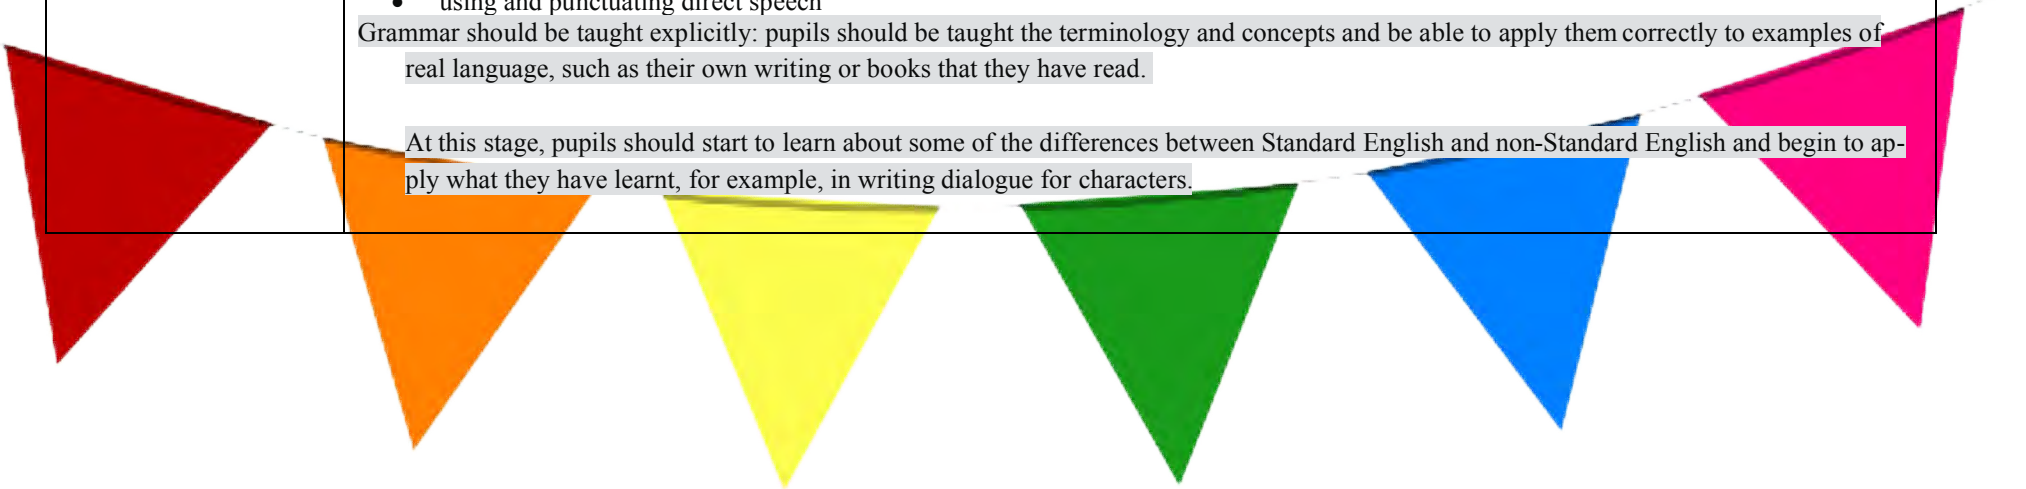 • using and punctuating direct speech
Grammar should be taught explicitly: pupils should be taught the terminology and concepts and be able to apply them correctly to examples of
real language, such as their own writing or books that they have read.
At this stage, pupils should start to learn about some of the differences between Standard English and non-Standard English and begin to ap-
ply what they have learnt, for example, in writing dialogue for characters.